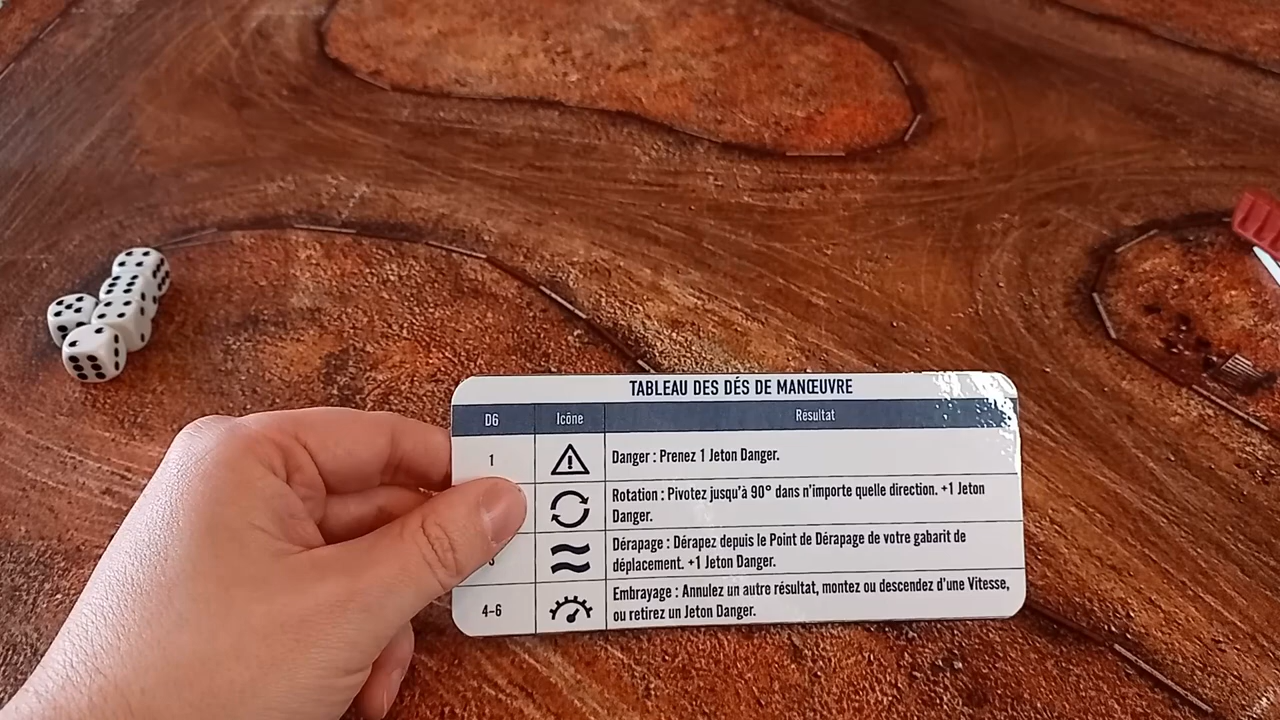 TABLEAU DES DÉS DE MANŒUVRE
D6 Icône Résultat
1 Danger : Prenez 1 Jeton Danger.
Rotation : Pivotez jusqu'à 90° dans n'importe quelle direction. +1 Jeton
Danger.
Dérapage : Dérapez depuis le Point de Dérapage de votre gabarit de
déplacement. +1 Jeton Danger.
4-6 Embrayage : Annulez un autre résultat, montez ou descendez d'une Vitesse,
ou retirez un Jeton Danger.